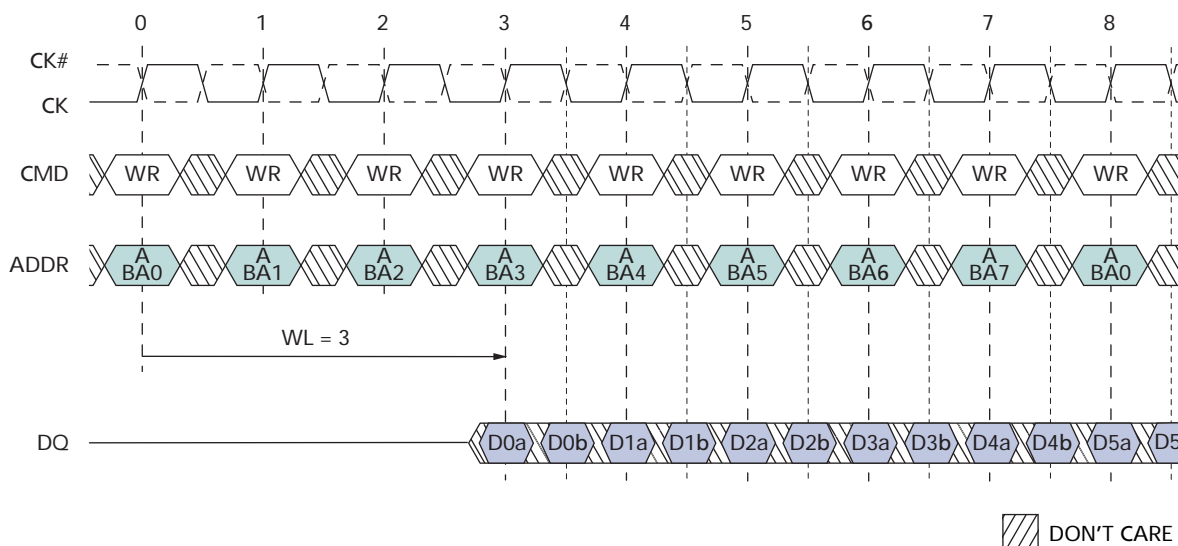 0 1 2 3 4 5 6 7 8
CK#
CK
CMD WR WR WR WR WR WR WR WR WR
ADDR A BA0 A BA1 A BA2 A BA3 A BA4 A BA5 A BA6 A BA7 A BA0
WL = 3
DQ D0a D0b D1a D1b D2a D2b D3a D3b D4a D4b D5a D5
DON'T CARE